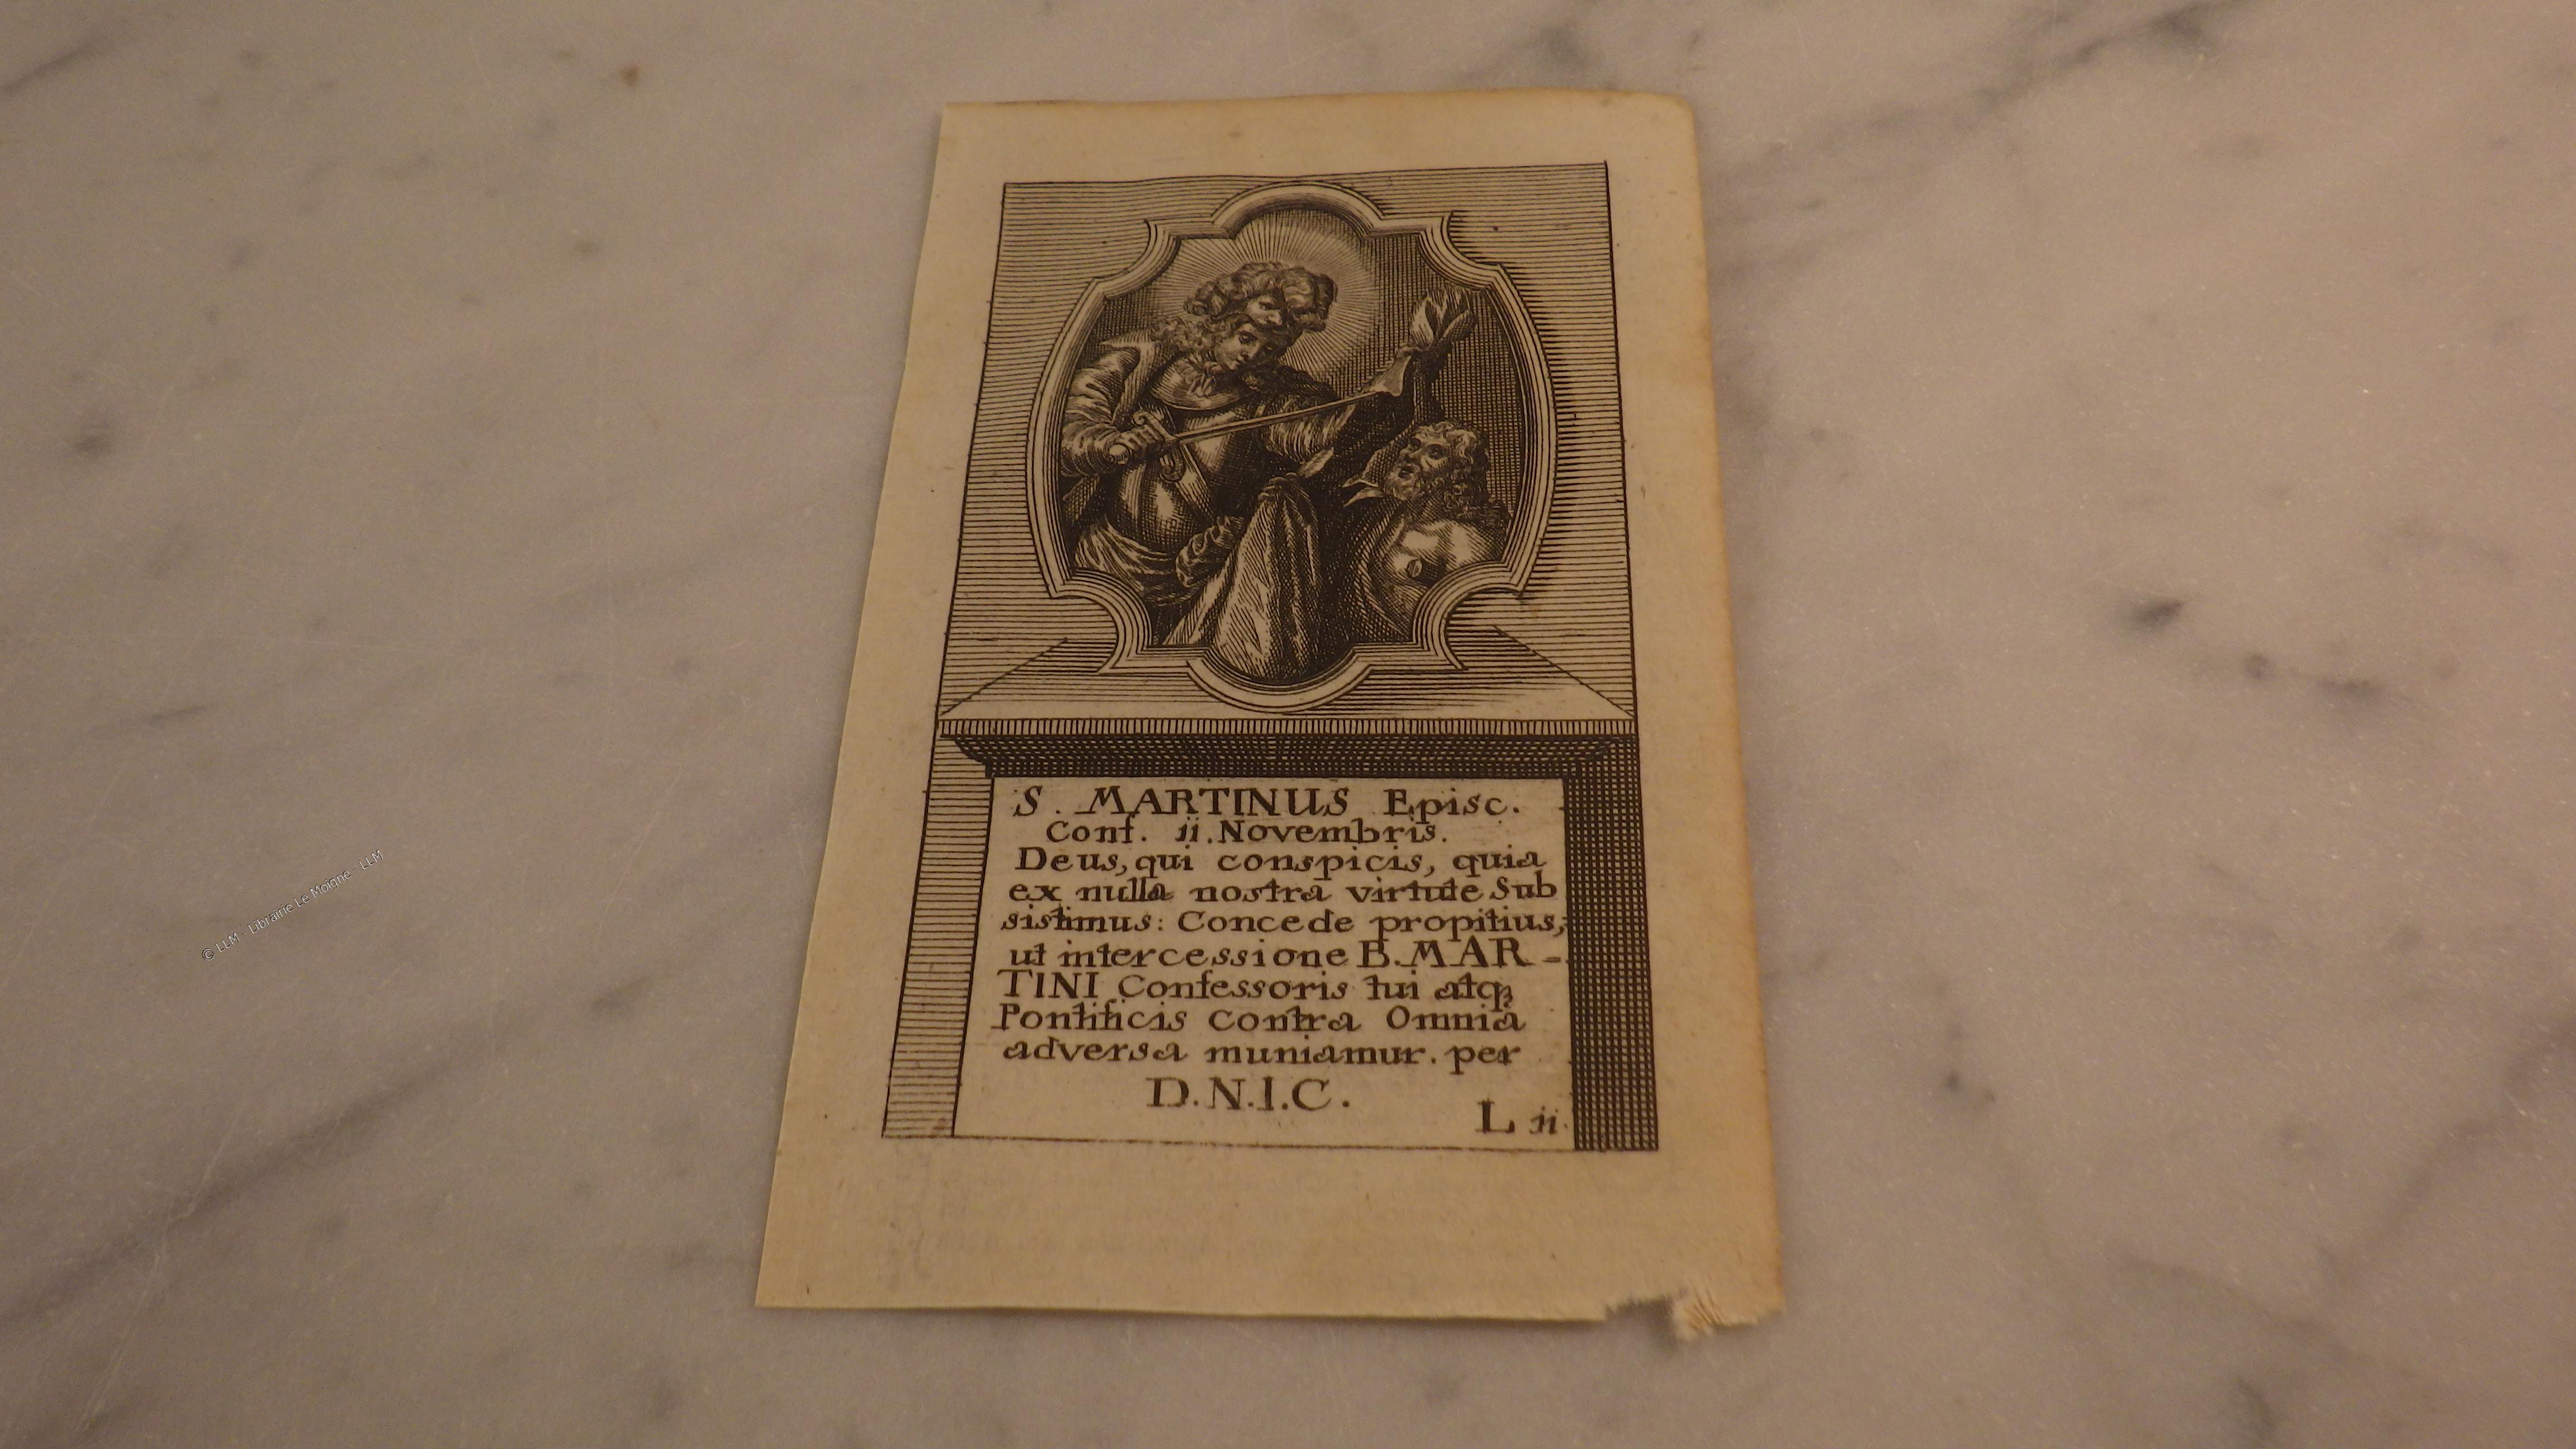 S. MARTINUS Episc.
Conf. 11. Novembris.
Deus, qui conspicis, quia
ex nulla nostra virtute Sub
sistimus: Concede propitius,
ut intercessione B. MAR-
TINI Confessoris tui atq;
Pontificis Contra Omnia
adversa muniamur. per
D.N.I.C.
L 11.
© LLM - Librairie Le Moigne - LLM